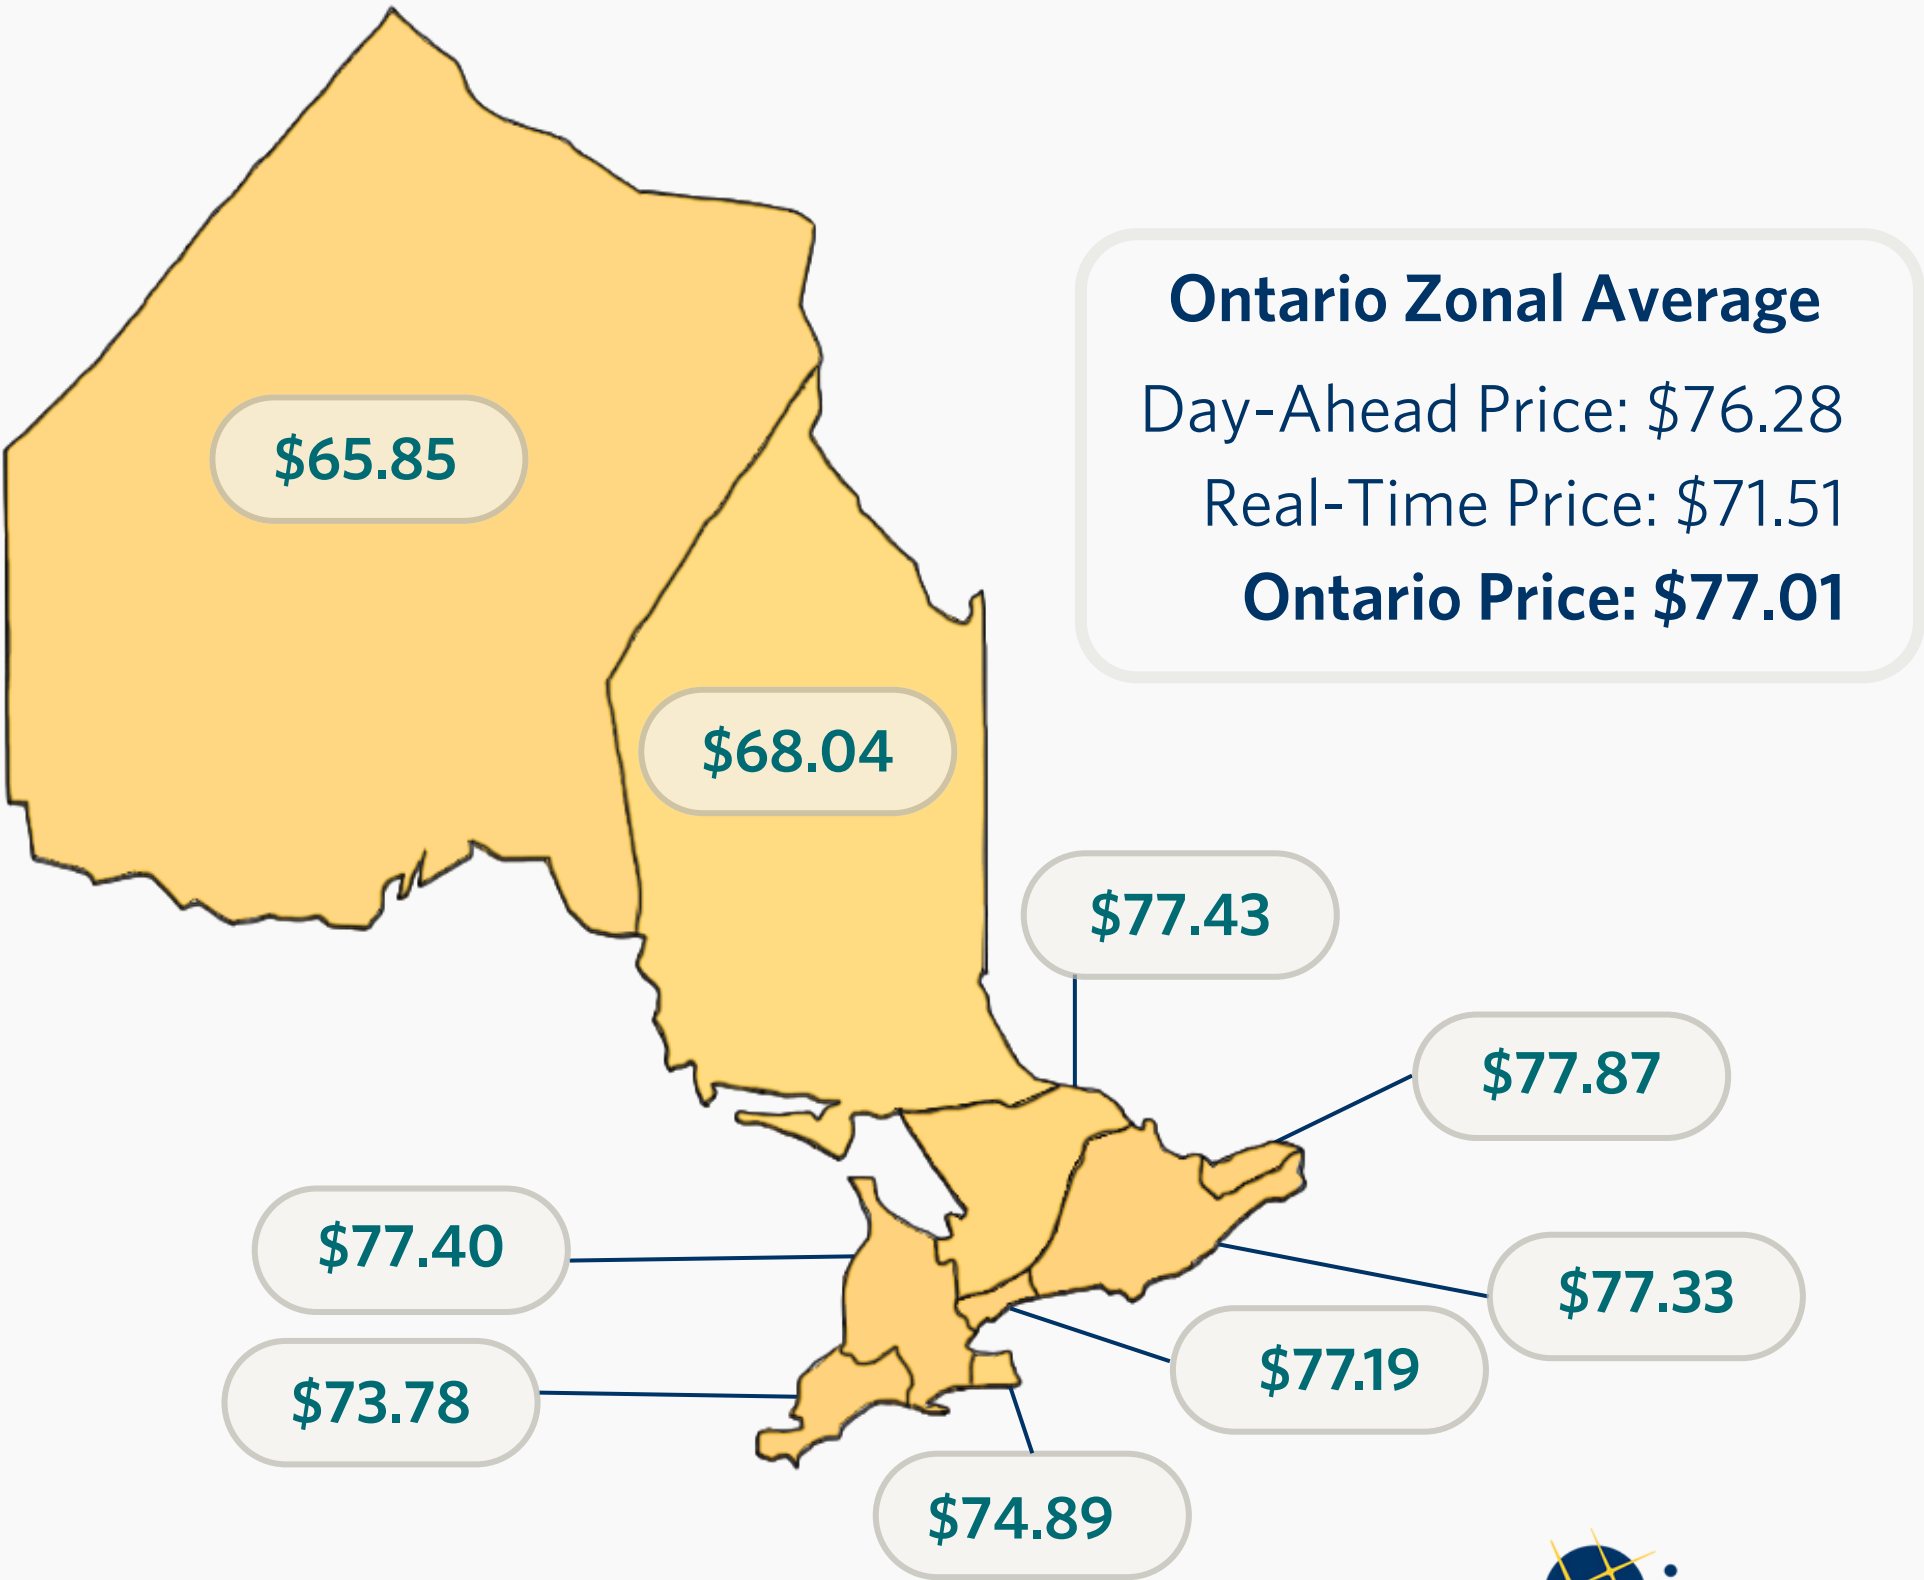 Ontario Zonal Average
Day-Ahead Price: $76.28
Real-Time Price: $71.51
Ontario Price: $77.01
$65.85
$68.04
$77.43
$77.87
$77.40
$77.33
$77.19
$73.78
$74.89